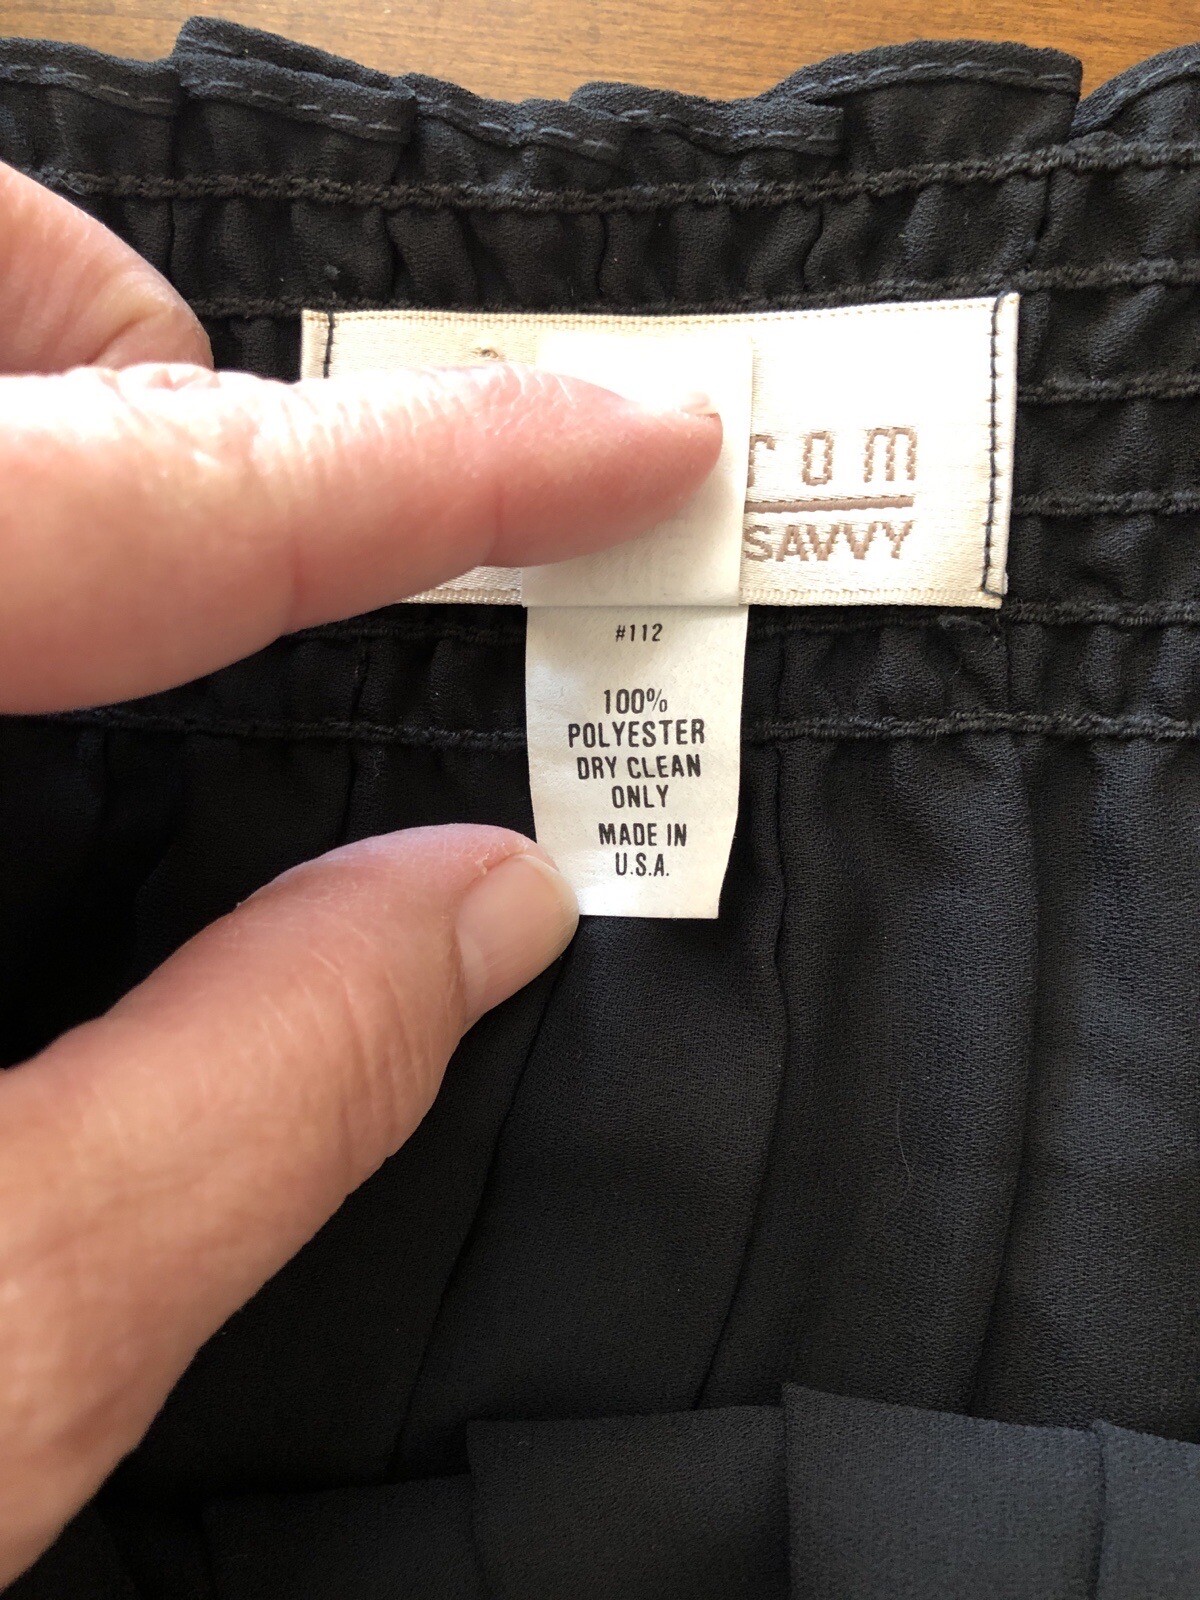 rom
SAVVY
#112
100%
POLYESTER
DRY CLEAN
ONLY
MADE IN
U.S.A.